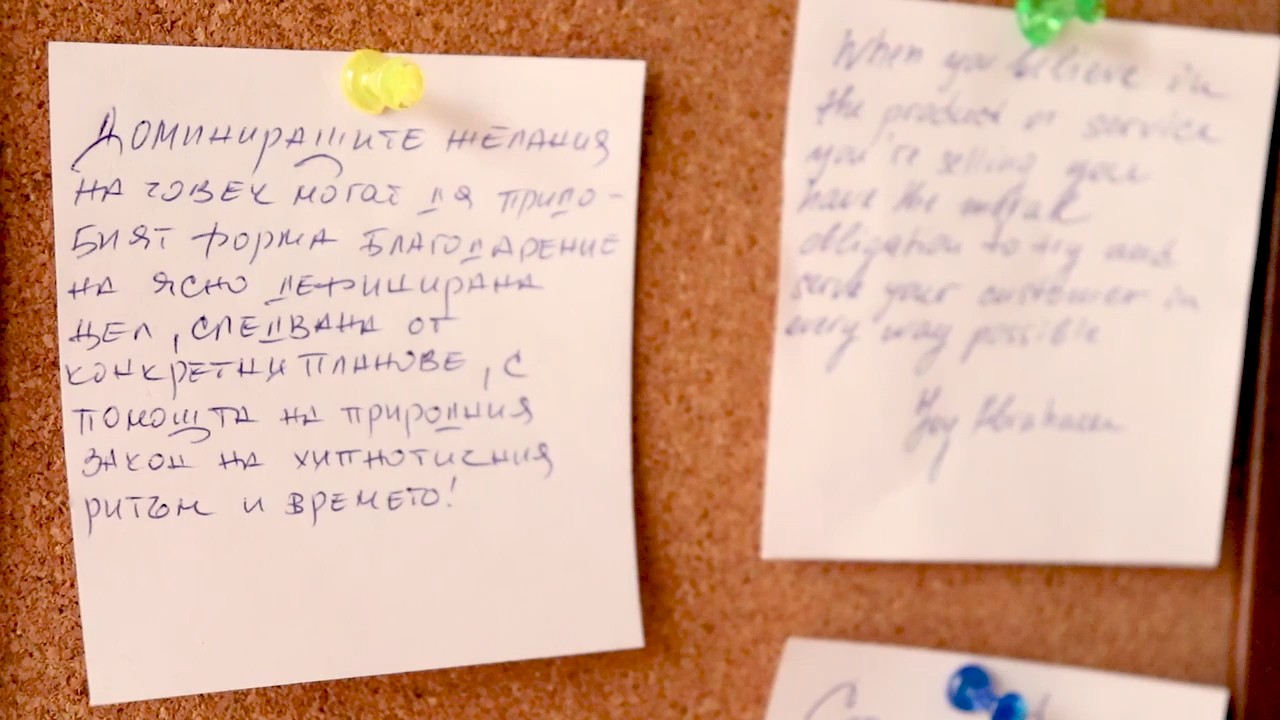 Доминиращите желания
на човек могат да придо-
бият форма благодарение
на ясно дефинирана
цел, следвана от
конкретни планове, с
помощта на природния
закон на хипнотичния
ритъм и времето!
When you believe in
the product or service
you're selling you
have the
obligation to try and
serve your customer in
every way possible
Jay Abraham